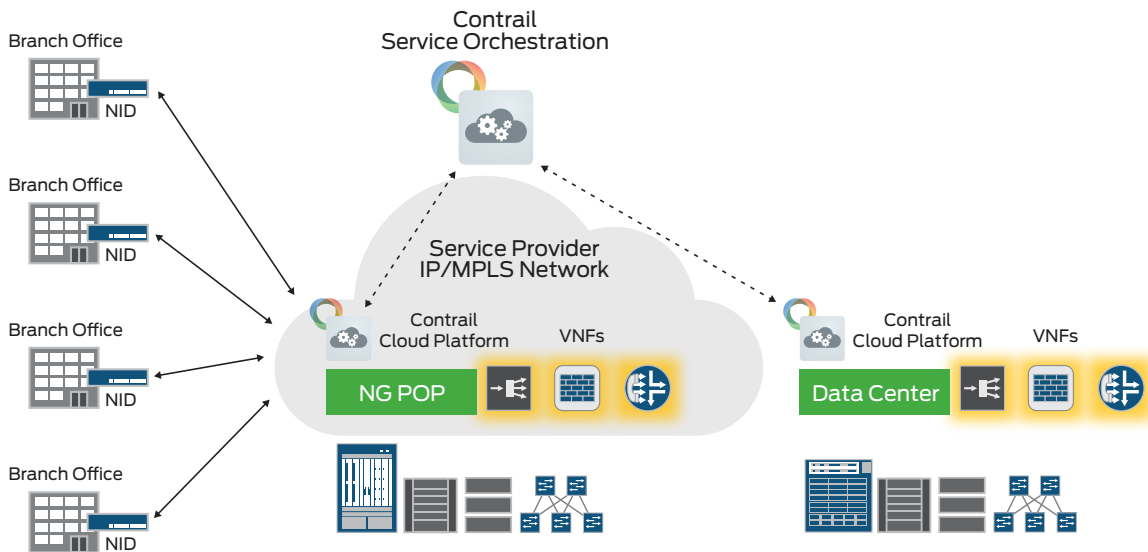 Contrail
Service Orchestration
Branch Office
NID
Branch Office
NID
Branch Office
NID
Branch Office
NID
Service Provider
IP/MPLS Network
Contrail
Cloud Platform
VNFs
NG POP
Contrail
Cloud Platform
VNFs
Data Center